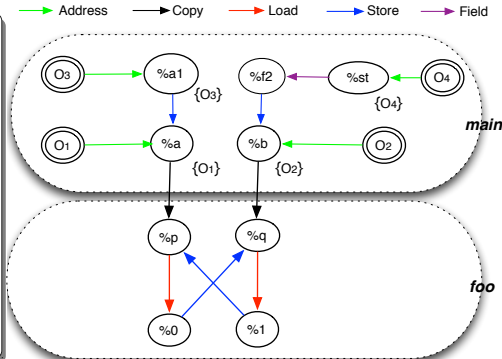 Address Copy Load Store Field
O3 %a1 %f2 %st O4
{O3} {O4}
main
O1 %a %b O2
{O1} {O2}
%p %q
foo
%0 %1